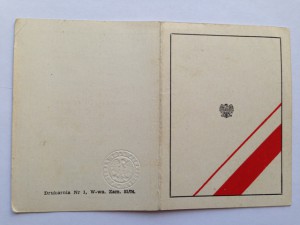 Drukarnia Nr 1, W-wa. Zam.